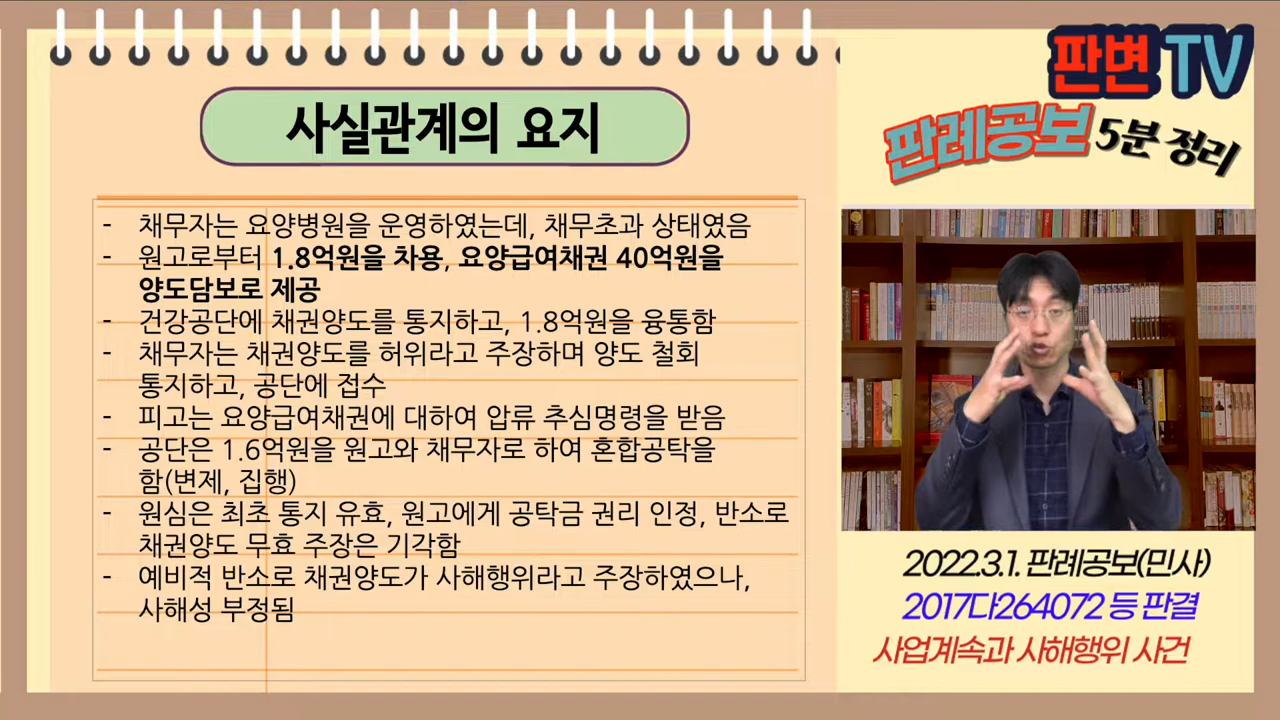 사실관계의 요지
- 채무자는 요양병원을 운영하였는데, 채무초과 상태였음
- 원고로부터 1.8억원을 차용, 요양급여채권 40억원을
양도담보로 제공
- 건강공단에 채권양도를 통지하고, 1.8억원을 융통함
- 채무자는 채권양도를 허위라고 주장하며 양도 철회
통지하고, 공단에 접수
- 피고는 요양급여채권에 대하여 압류 추심명령을 받음
- 공단은 1.6억원을 원고와 채무자로 하여 혼합공탁을
함(변제, 집행)
- 원심은 최초 통지 유효, 원고에게 공탁금 권리 인정, 반소로
채권양도 무효 주장은 기각함
- 예비적 반소로 채권양도가 사해행위라고 주장하였으나,
사해성 부정됨
판변 TV
판례공보 5분 정리
2022.3.1. 판례공보(민사)
2017다264072 등 판결
사업계속과 사해행위 사건